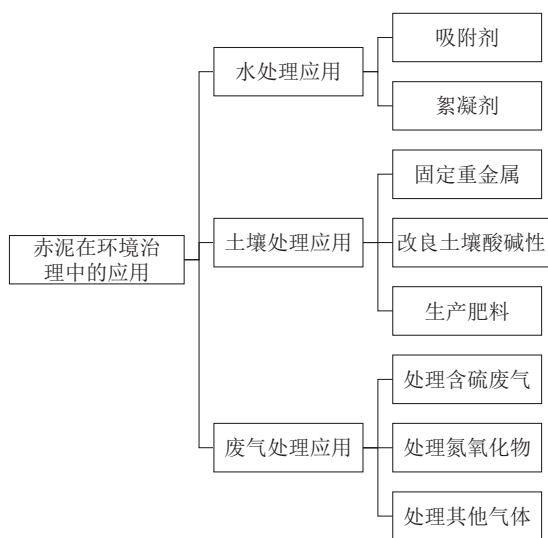 赤泥在环境治
理中的应用
水处理应用
吸附剂
絮凝剂
土壤处理应用
固定重金属
改良土壤酸碱性
生产肥料
废气处理应用
处理含硫废气
处理氮氧化物
处理其他气体